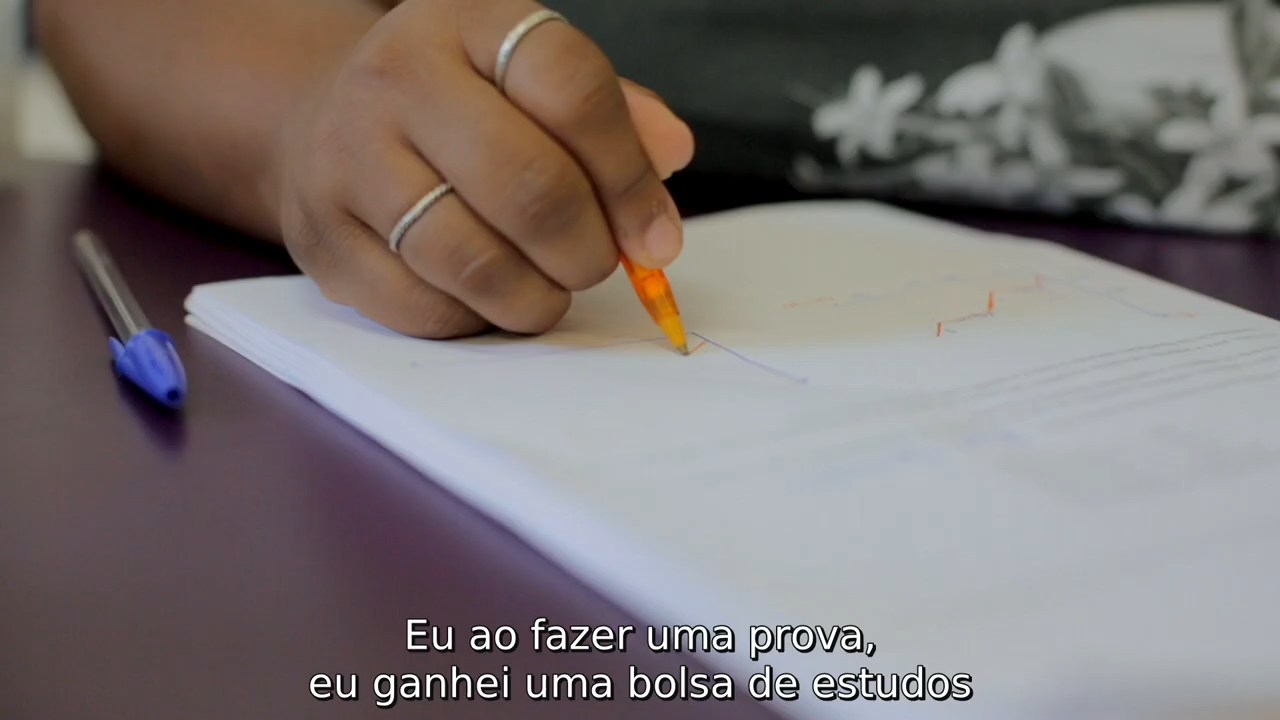 Eu ao fazer uma prova,
eu ganhei uma bolsa de estudos